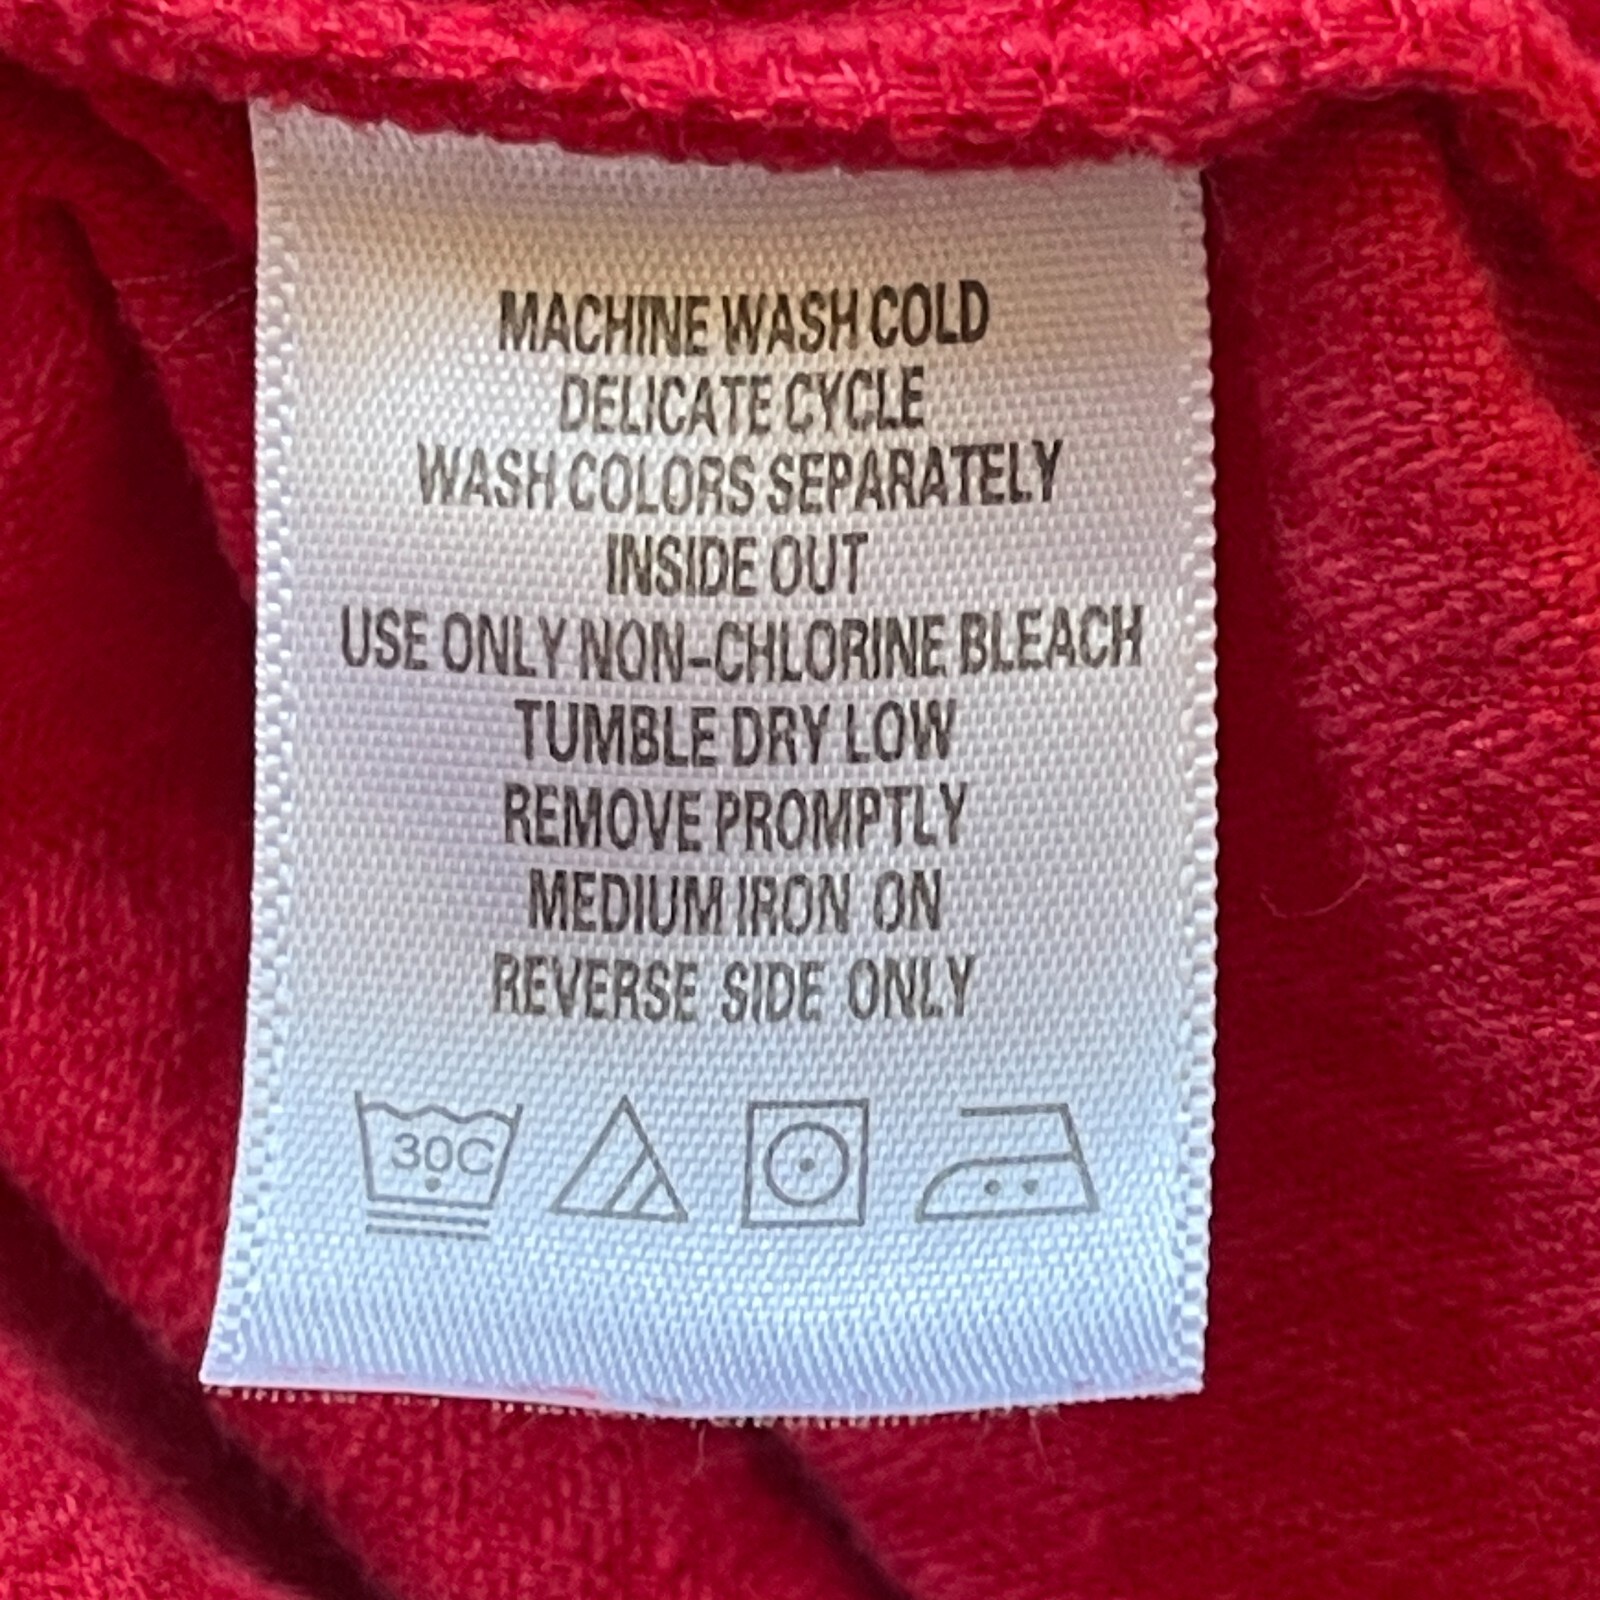 MACHINE WASH COLD
DELICATE CYCLE
WASH COLORS SEPARATELY
INSIDE OUT
USE ONLY NON-CHLORINE BLEACH
TUMBLE DRY LOW
REMOVE PROMPTLY
MEDIUM IRON ON
REVERSE SIDE ONLY
30C